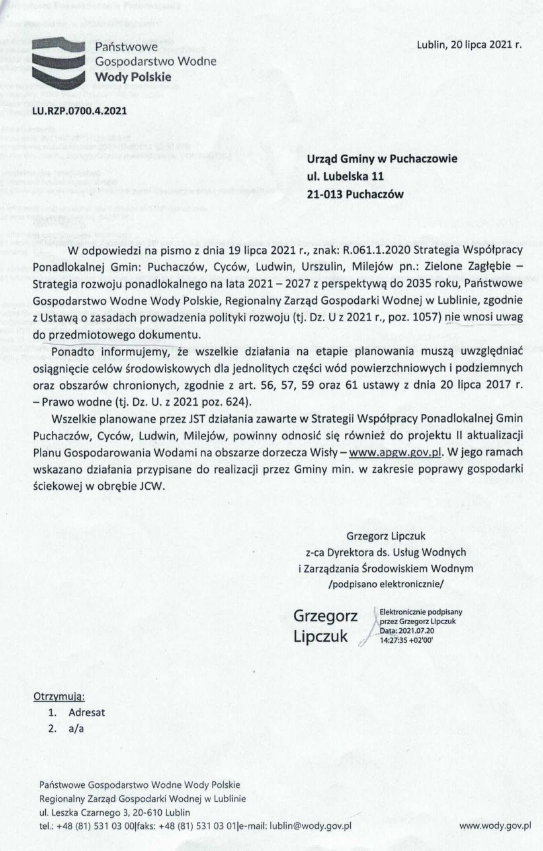 Państwowe
Gospodarstwo Wodne
Wody Polskie
Lublin, 20 lipca 2021 r.
LU.RZP.0700.4.2021
Urząd Gminy w Puchaczowie
ul. Lubelska 11
21-013 Puchaczów
W odpowiedzi na pismo z dnia 19 lipca 2021 r., znak: R.061.1.2020 Strategia Współpracy
Ponadlokalnej Gmin: Puchaczów, Cyców, Ludwin, Urszulin, Milejów pn.: Zielone Zagłębie –
Strategia rozwoju ponadlokalnego na lata 2021 – 2027 z perspektywą do 2035 roku, Państwowe
Gospodarstwo Wodne Wody Polskie, Regionalny Zarząd Gospodarki Wodnej w Lublinie, zgodnie
z Ustawą o zasadach prowadzenia polityki rozwoju (tj. Dz. U z 2021 r., poz. 1057) nie wnosi uwag
do przedmiotowego dokumentu.
Ponadto informujemy, że wszelkie działania na etapie planowania muszą uwzględniać
osiągnięcie celów środowiskowych dla jednolitych części wód powierzchniowych i podziemnych
oraz obszarów chronionych, zgodnie z art. 56, 57, 59 oraz 61 ustawy z dnia 20 lipca 2017 r.
– Prawo wodne (tj. Dz. U. z 2021 poz. 624).
Wszelkie planowane przez JST działania zawarte w Strategii Współpracy Ponadlokalnej Gmin
Puchaczów, Cyców, Ludwin, Milejów, powinny odnosić się również do projektu II aktualizacji
Planu Gospodarowania Wodami na obszarze dorzecza Wisły – www.apgw.gov.pl. W jego ramach
wskazano działania przypisane do realizacji przez Gminy min. w zakresie poprawy gospodarki
ściekowej w obrębie JCW.
Grzegorz Lipczuk
z-ca Dyrektora ds. Usług Wodnych
i Zarządzania Środowiskiem Wodnym
/podpisano elektronicznie/
Grzegorz
Lipczuk
Elektronicznie podpisany
przez Grzegorz Lipczuk
Data: 2021.07.20
14:27:35 +02'00'
Otrzymują:
1. Adresat
2. a/a
Państwowe Gospodarstwo Wodne Wody Polskie
Regionalny Zarząd Gospodarki Wodnej w Lublinie
ul. Leszka Czarnego 3, 20-610 Lublin
tel.: +48 (81) 531 03 00|faks: +48 (81) 531 03 01|e-mail: lublin@wody.gov.pl
www.wody.gov.pl